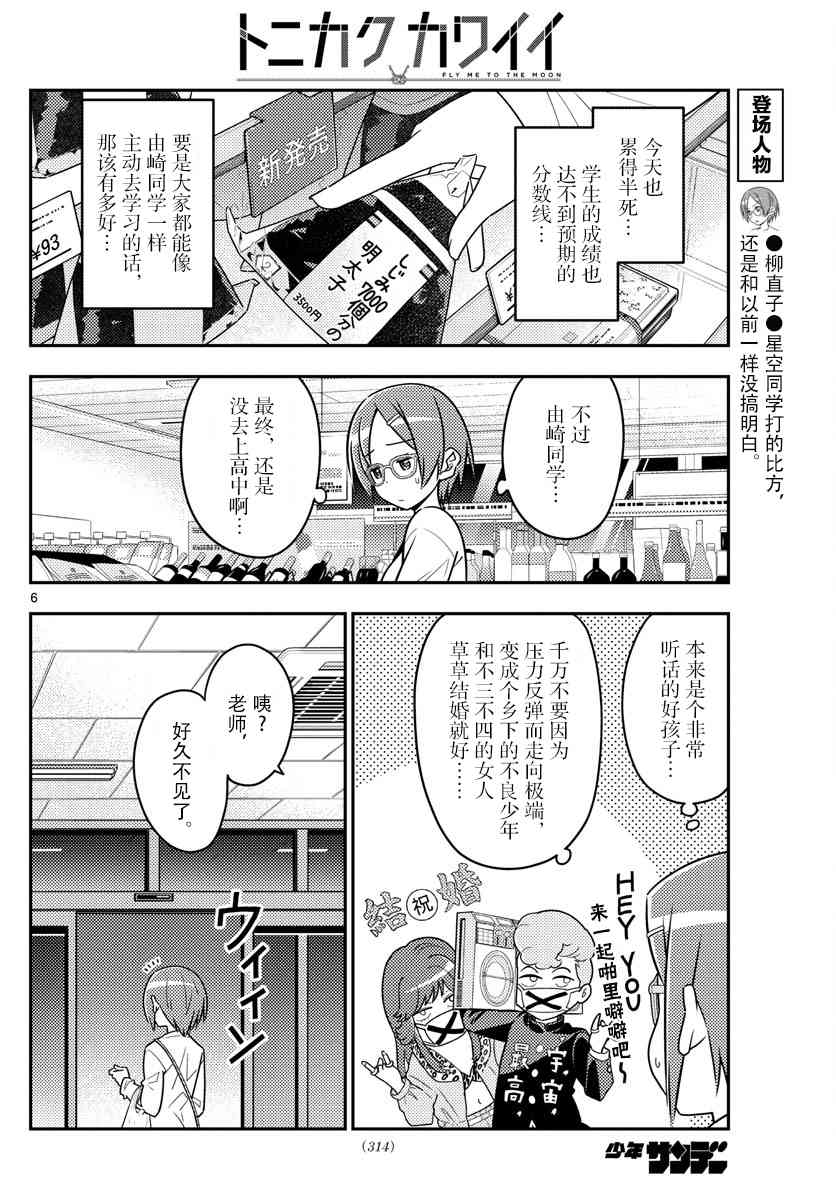 トニカクカワイイ
FLY ME TO THE MOON
登场人物
●柳直子●星空同学打的比方，
还是和以前一样没搞明白。
今天也
累得半死…
学生的成绩也
达不到预期的
分数线…
新発売
¥93
しじみ7000個分の
明太子
3500円
要是大家都能像
由崎同学一样
主动去学习的话，
那该有多好…
不过
由崎同学…
最终，还是
没去上高中啊…
6
本来是个非常
听话的好孩子…
千万不要因为
压力反弹而走向极端，
变成个乡下的不良少年
和不三不四的女人
草草结婚就好……
HEY YOU
来一起啪里噼噼吧～
結㊗婚
宇宙
最高
咦？
老师，
好久不见了。
ウィィィン
(314)
少年サンデー